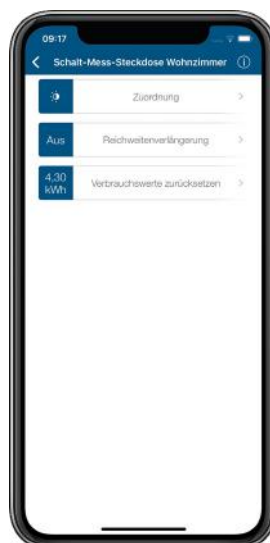 09:17
Schalt-Mess-Steckdose Wohnzimmer
Zuordnung
Aus
Reichweitenverlängerung
4.30
kWh
Verbrauchswerte zurücksetzen